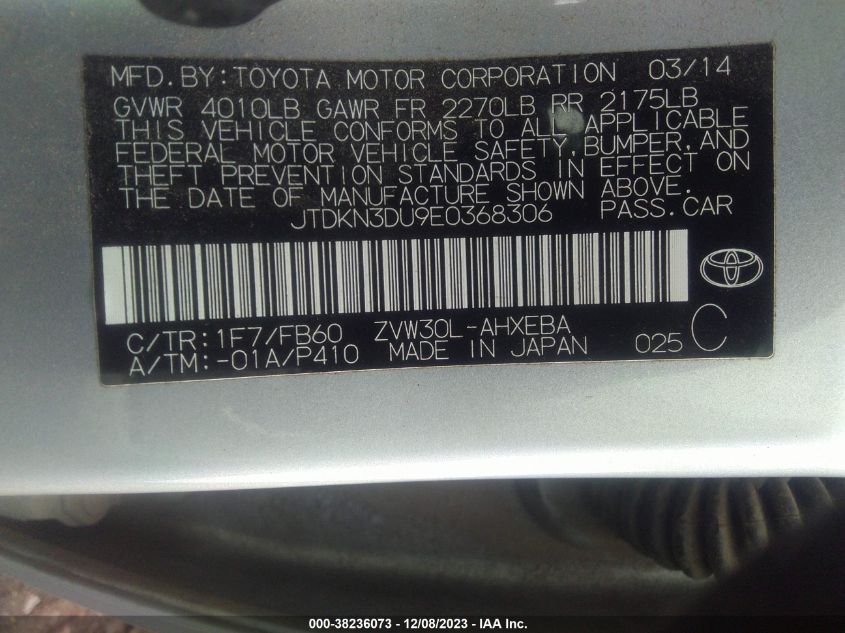 MFD. BY: TOYOTA MOTOR CORPORATION 03/14
GVWR 4010LB GAWR FR 2270LB RR 2175LB
THIS VEHICLE CONFORMS TO ALL APPLICABLE
FEDERAL MOTOR VEHICLE SAFETY, BUMPER, AND
THEFT PREVENTION STANDARDS IN EFFECT ON
THE DATE OF MANUFACTURE SHOWN ABOVE.
JTDKN3DU9E0368306 PASS. CAR
C/TR: 1F7/FB60 ZVW30L-AHXEBA
A/TM: -01A/P410 MADE IN JAPAN 025 C
000-38236073 - 12/08/2023 - IAA Inc.